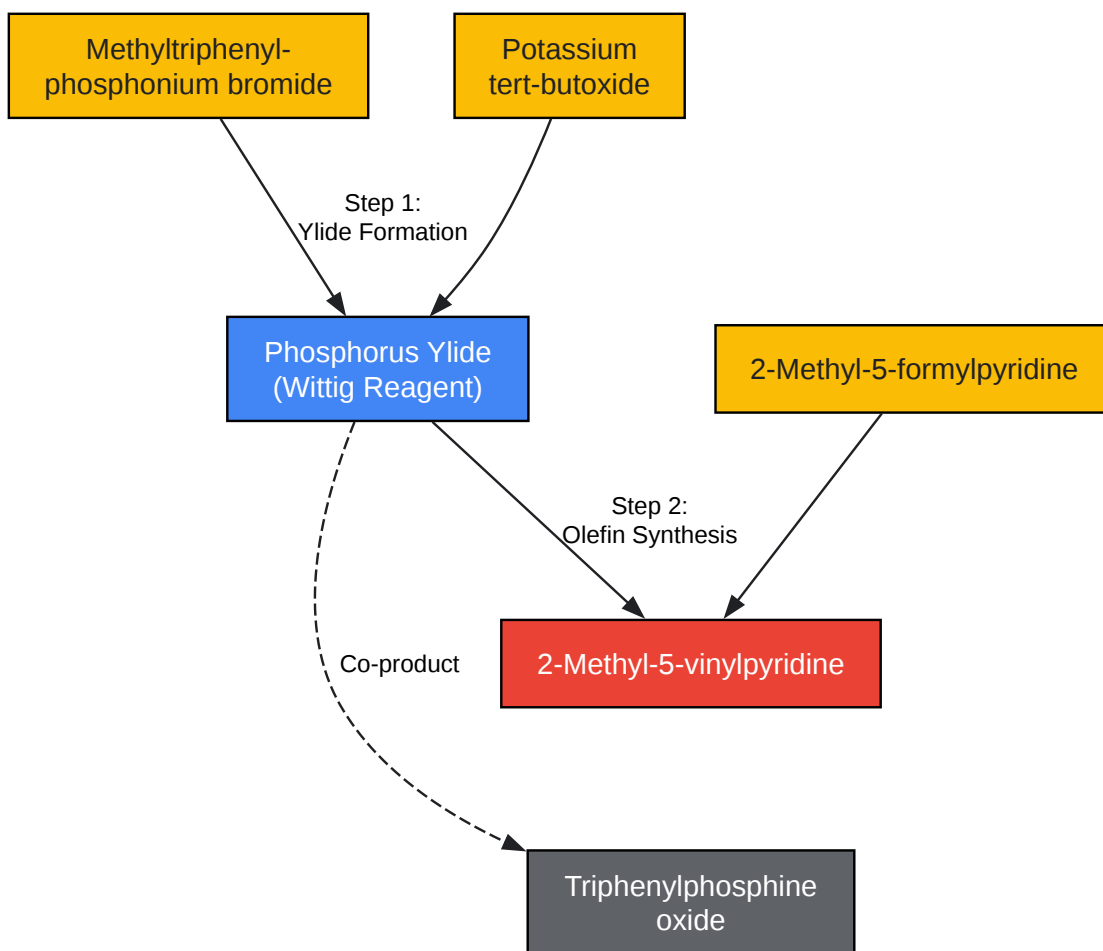 Methyltriphenyl-
phosphonium bromide
Potassium
tert-butoxide
Step 1:
Ylide Formation
Phosphorus Ylide
(Wittig Reagent)
2-Methyl-5-formylpyridine
Step 2:
Olefin Synthesis
2-Methyl-5-vinylpyridine
Co-product
Triphenylphosphine
oxide